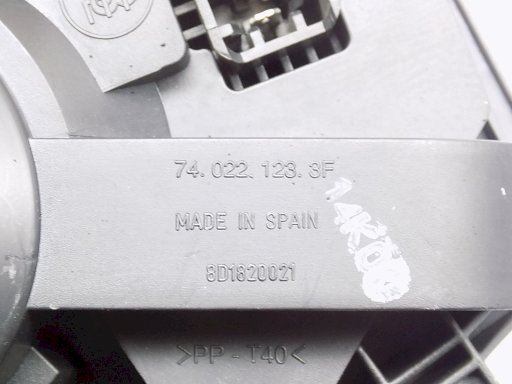 74.022.123.3F
MADE IN SPAIN
8D1820021
>PP-T40<